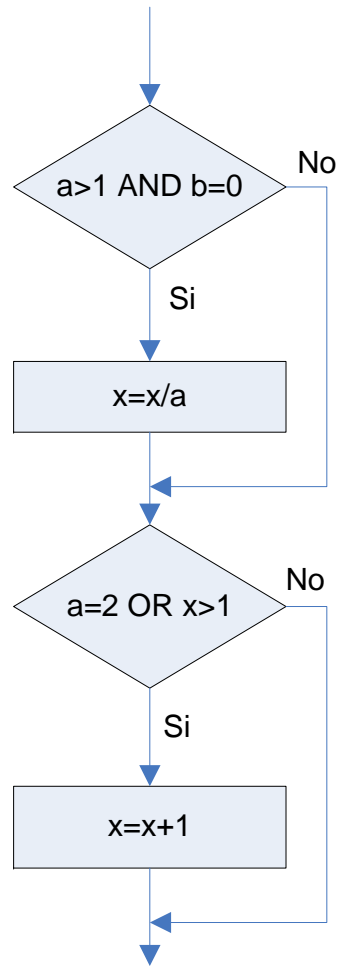 a>1 AND b=0
No
Si
x=x/a
a=2 OR x>1
No
Si
x=x+1